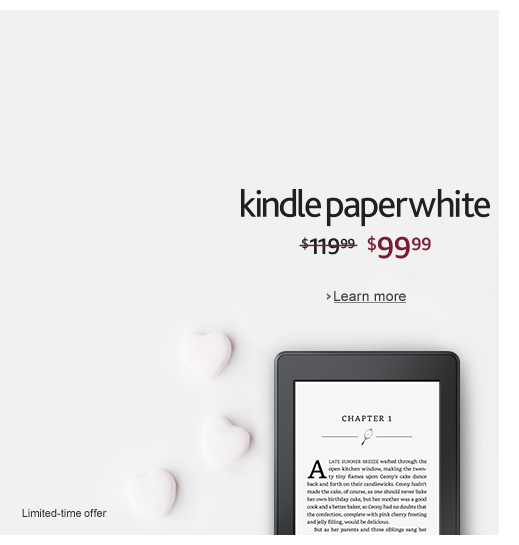 kindle paperwhite
$119.99 $99.99
› Learn more
CHAPTER 1
A LATE SUMMER BREEZE wafted through the
open kitchen window, making the twen-
ty tiny flames upon Ceony's cake dance
back and forth on their candlewicks. Ceony hadn't
made the cake, of course, as one should never bake
her own birthday cake, but her mother was a good
cook and a better baker, so Ceony had no doubts that
the confection, complete with pink cherry frosting
and jelly filling, would be delicious.
But as her parents and three siblings sang her
Limited-time offer